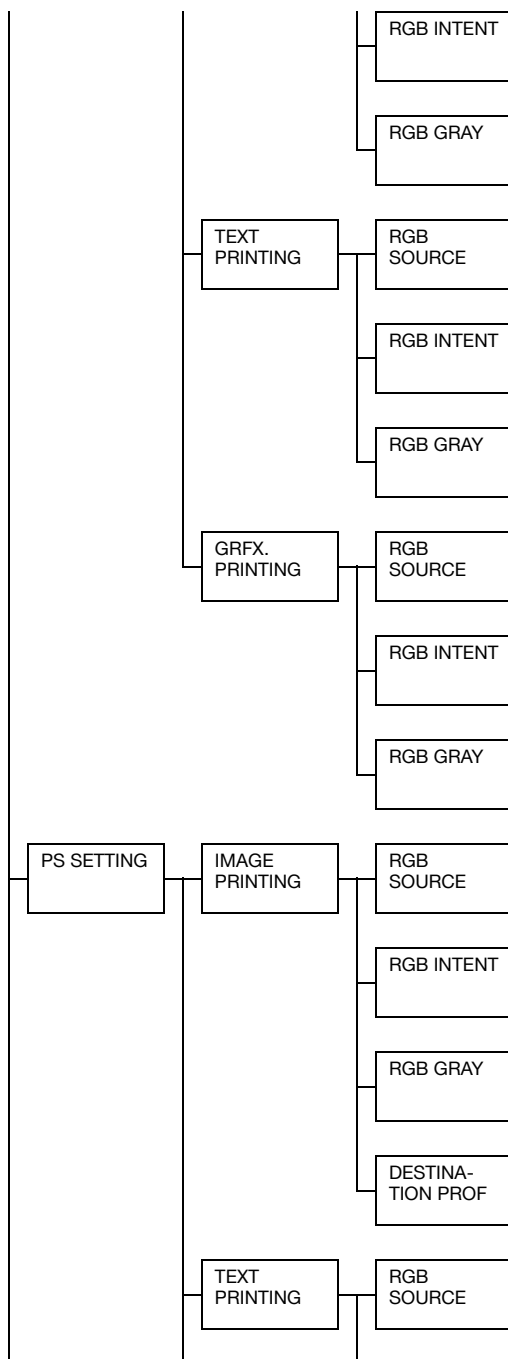 RGB INTENT
RGB GRAY
TEXT
PRINTING
RGB
SOURCE
RGB INTENT
RGB GRAY
GRFX.
PRINTING
RGB
SOURCE
RGB INTENT
RGB GRAY
PS SETTING
IMAGE
PRINTING
RGB
SOURCE
RGB INTENT
RGB GRAY
DESTINA-
TION PROF
TEXT
PRINTING
RGB
SOURCE